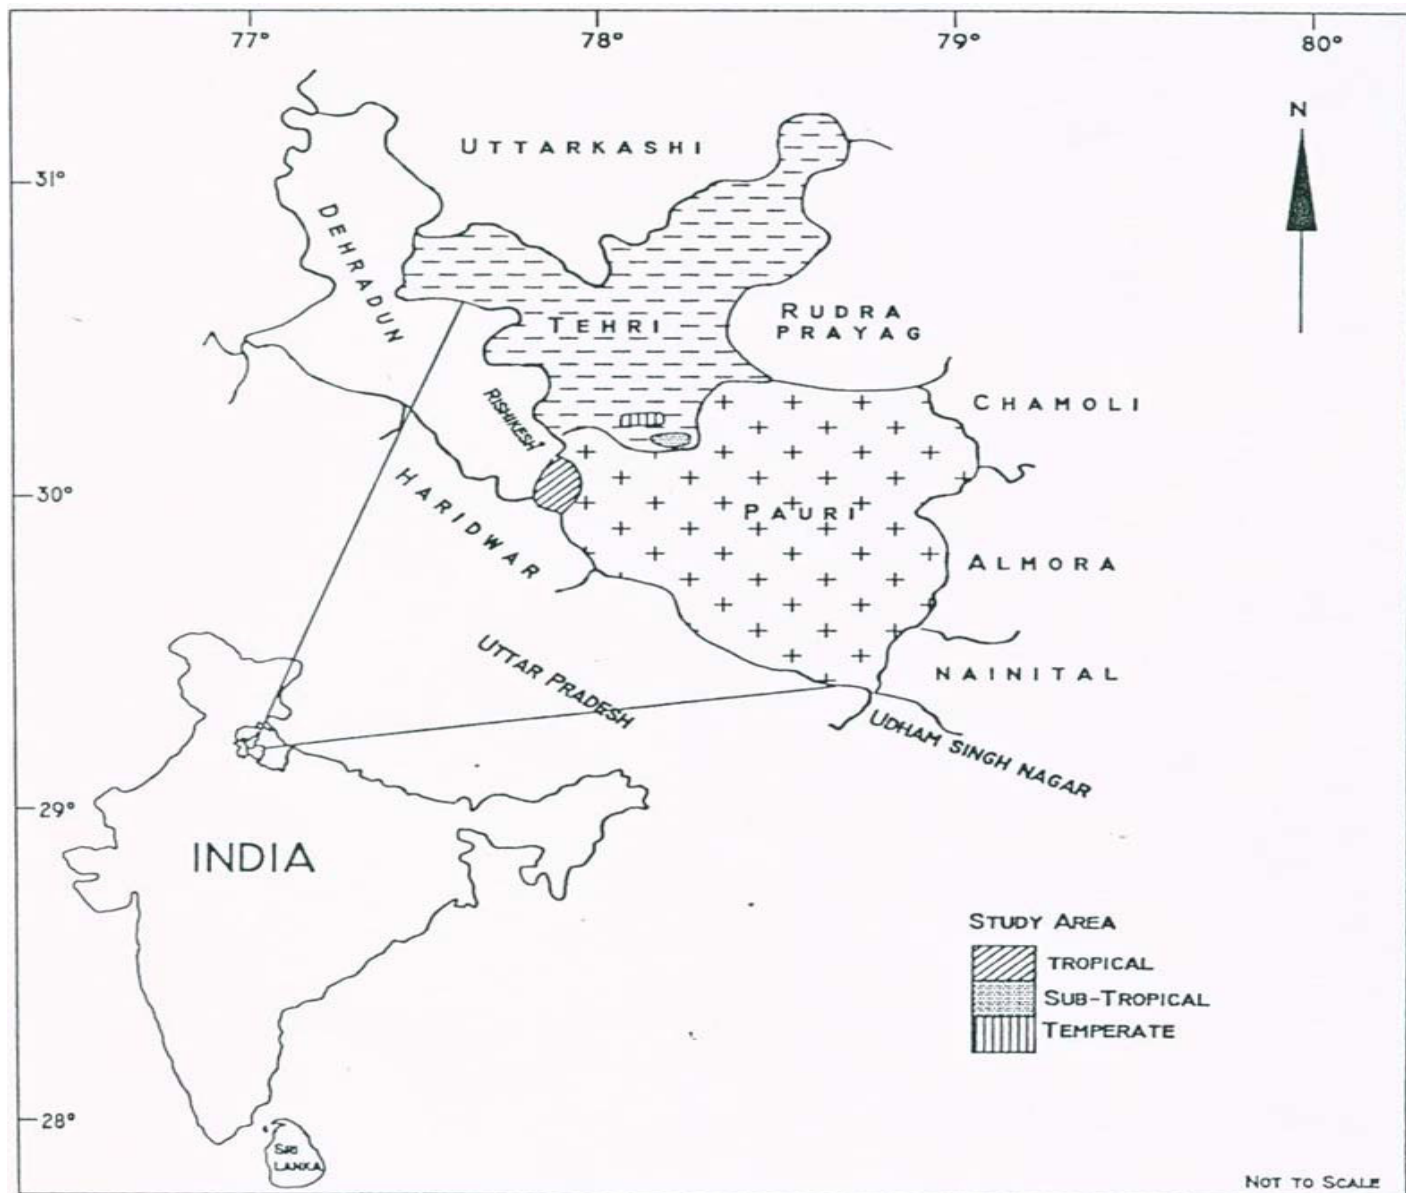 77°
78°
79°
80°
N
UTTARKASHI
31°
DEHRADUN
TEHRI
RUDRA
PRAYAG
RISHIKESH
CHAMOLI
30°
HARIDWAR
PAURI
ALMORA
UTTAR PRADESH
NAINITAL
UDHAM SINGH NAGAR
29°
INDIA
STUDY AREA
TROPICAL
SUB-TROPICAL
TEMPERATE
28°
SRI
LANKA
NOT TO SCALE